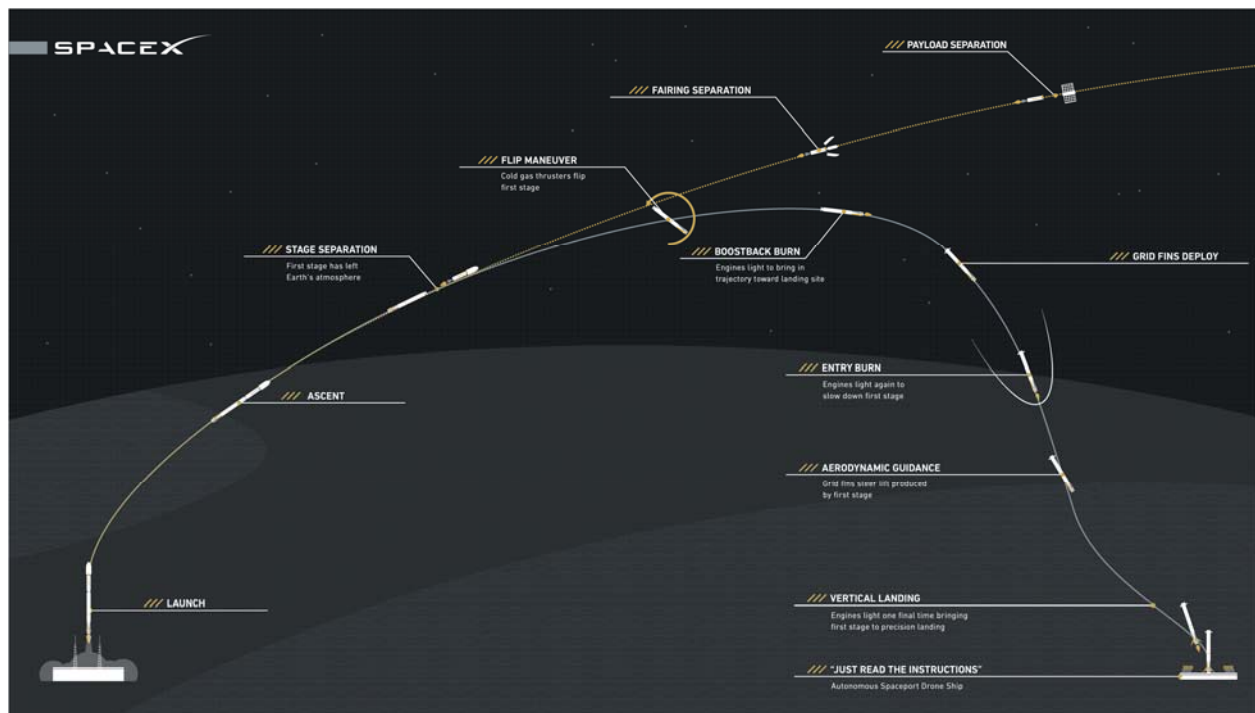 SPACEX
/// PAYLOAD SEPARATION
/// FAIRING SEPARATION
/// FLIP MANEUVER
Cold gas thrusters flip
first stage
/// STAGE SEPARATION
First stage has left
Earth's atmosphere
/// BOOSTBACK BURN
Engines light to bring in
trajectory toward landing site
/// GRID FINS DEPLOY
/// ENTRY BURN
Engines light again to
slow down first stage
/// ASCENT
/// AERODYNAMIC GUIDANCE
Grid fins steer lift produced
by first stage
/// LAUNCH
/// VERTICAL LANDING
Engines light one final time bringing
first stage to precision landing
/// "JUST READ THE INSTRUCTIONS"
Autonomous Spaceport Drone Ship